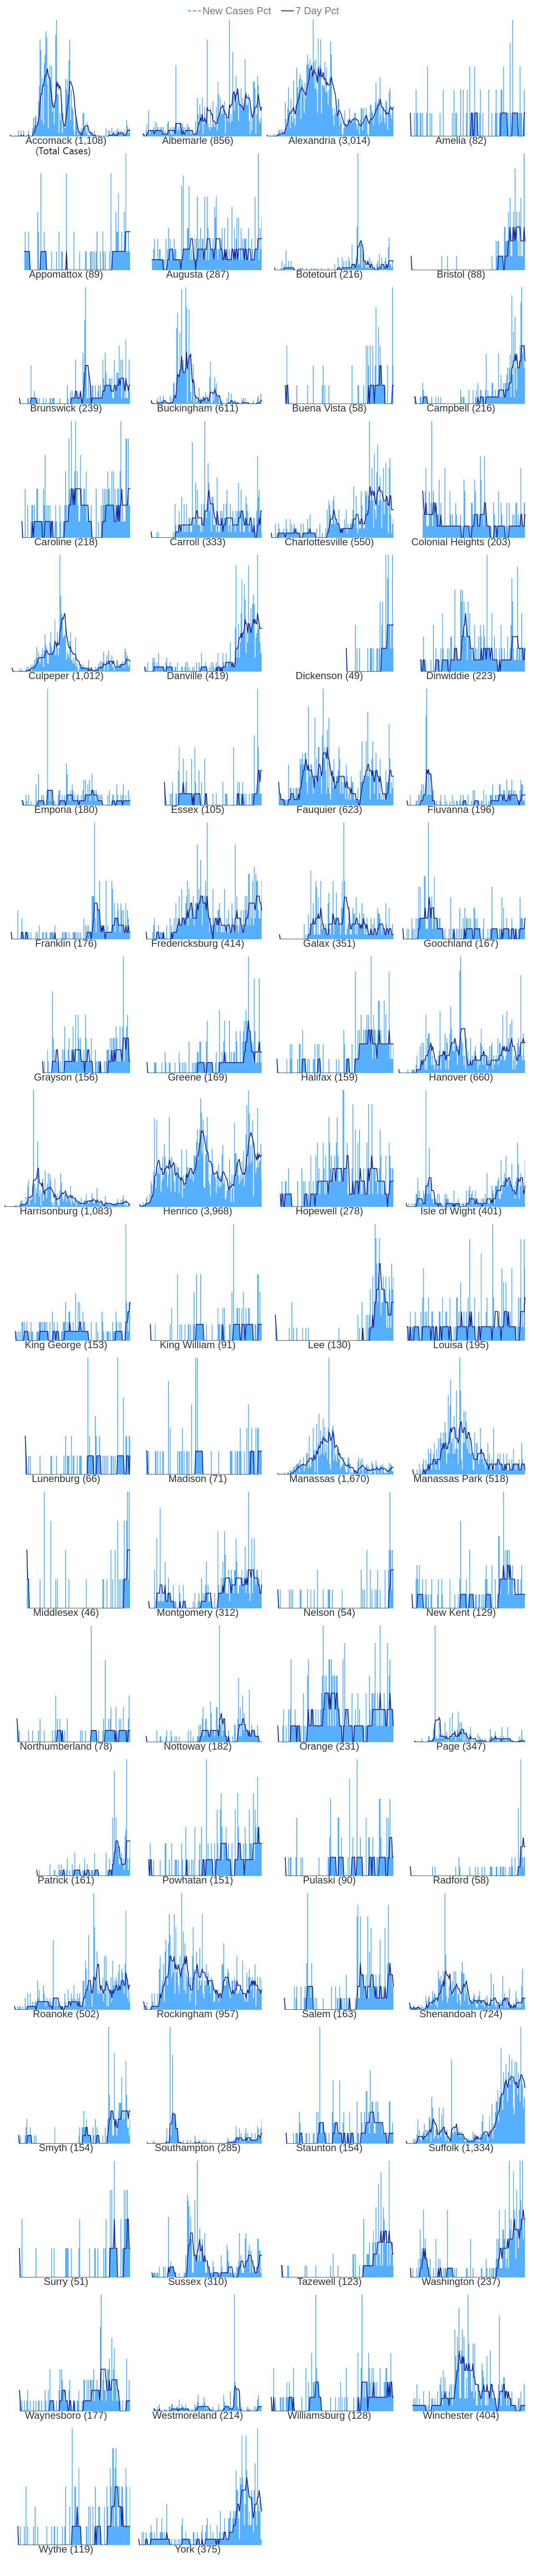 New Cases Pct 7 Day Pct
Accomack (1,108) Albemarle (856) Alexandria (3,014) Amelia (82)
(Total Cases)
Appomattox (89) Augusta (287) Botetourt (216) Bristol (88)
Brunswick (239) Buckingham (611) Buena Vista (58) Campbell (216)
Caroline (218) Carroll (333) Charlottesville (550) Colonial Heights (203)
Culpeper (1,012) Danville (419) Dickenson (49) Dinwiddie (223)
Emporia (180) Essex (105) Fauquier (623) Fluvanna (196)
Franklin (176) Fredericksburg (414) Galax (351) Goochland (167)
Grayson (156) Greene (169) Halifax (159) Hanover (660)
Harrisonburg (1,083) Henrico (3,968) Hopewell (278) Isle of Wight (401)
King George (153) King William (91) Lee (130) Louisa (195)
Lunenburg (66) Madison (71) Manassas (1,670) Manassas Park (518)
Middlesex (46) Montgomery (312) Nelson (54) New Kent (129)
Northumberland (78) Nottoway (182) Orange (231) Page (347)
Patrick (161) Powhatan (151) Pulaski (90) Radford (58)
Roanoke (502) Rockingham (957) Salem (163) Shenandoah (724)
Smyth (154) Southampton (285) Staunton (154) Suffolk (1,334)
Surry (51) Sussex (310) Tazewell (123) Washington (237)
Waynesboro (177) Westmoreland (214) Williamsburg (128) Winchester (404)
Wythe (119) York (375)